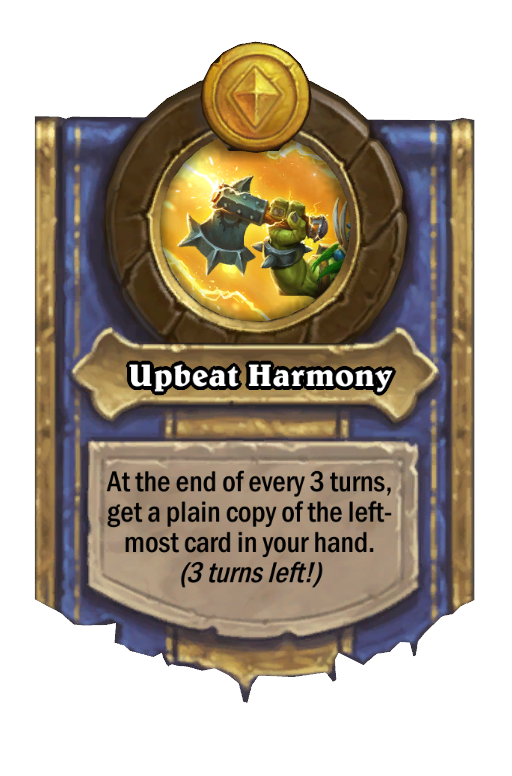 Upbeat Harmony
At the end of every 3 turns,
get a plain copy of the left-
most card in your hand.
(3 turns left!)